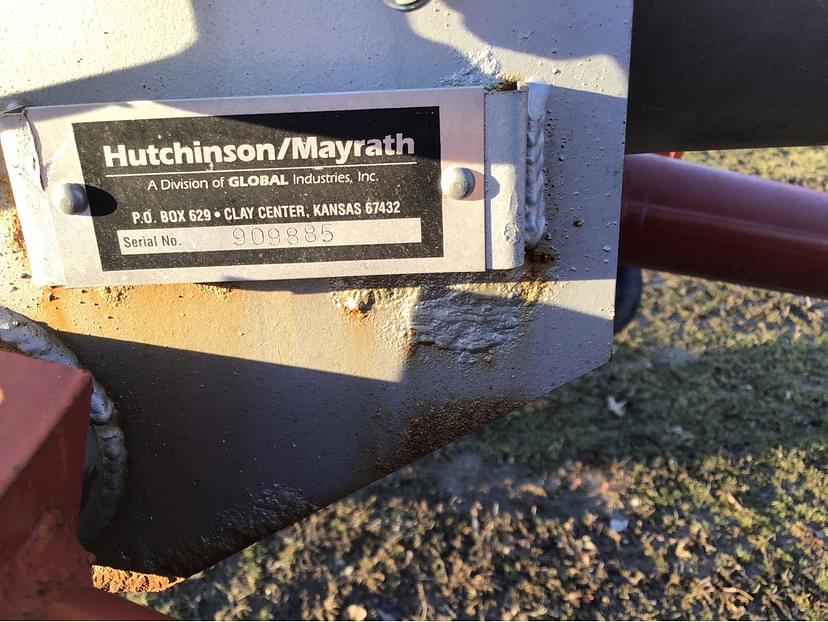 Hutchinson/Mayrath
A Division of GLOBAL Industries, Inc.
P.O. BOX 629 • CLAY CENTER, KANSAS 67432
Serial No. 909885